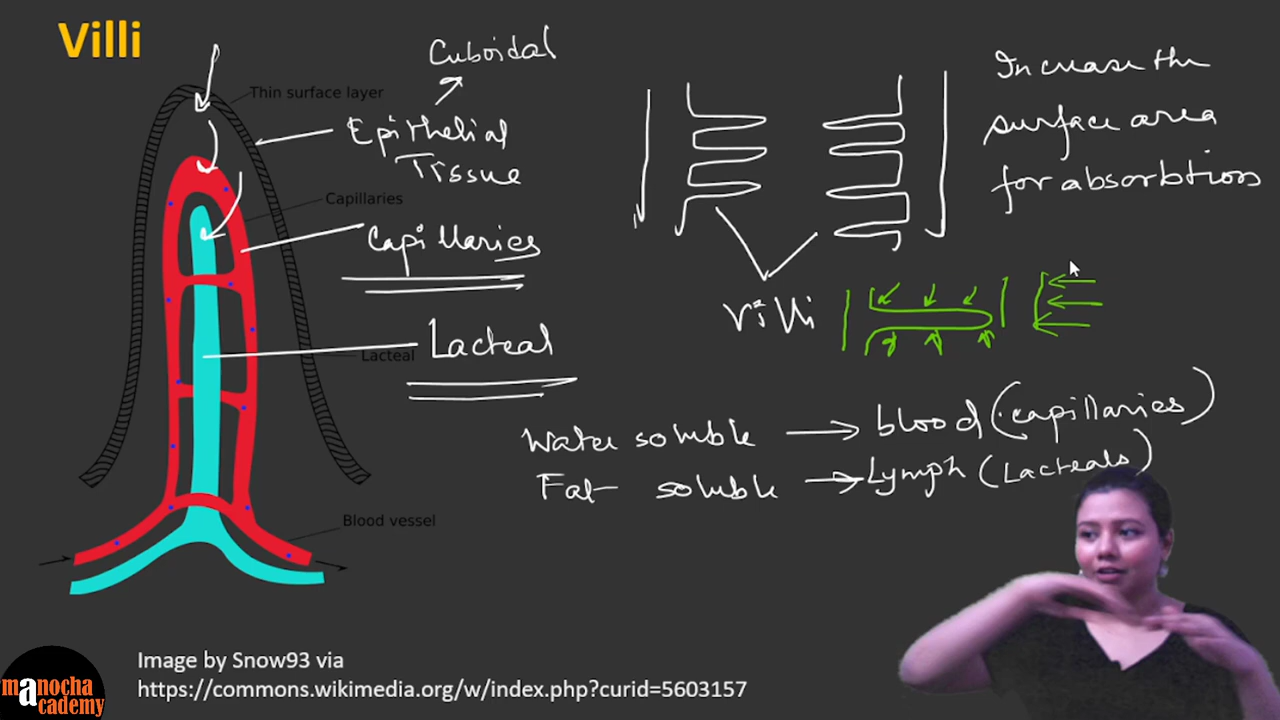 Villi
Thin surface layer
Cuboidal
Epithelial
Tissue
Capillaries
Capillaries
Lacteal
Lacteal
Blood vessel
Increase the
surface area
for absorbtion
Villi
Water soluble → blood (capillaries)
Fat soluble → Lymph (Lacteals)
Image by Snow93 via
https://commons.wikimedia.org/w/index.php?curid=5603157
manocha
academy